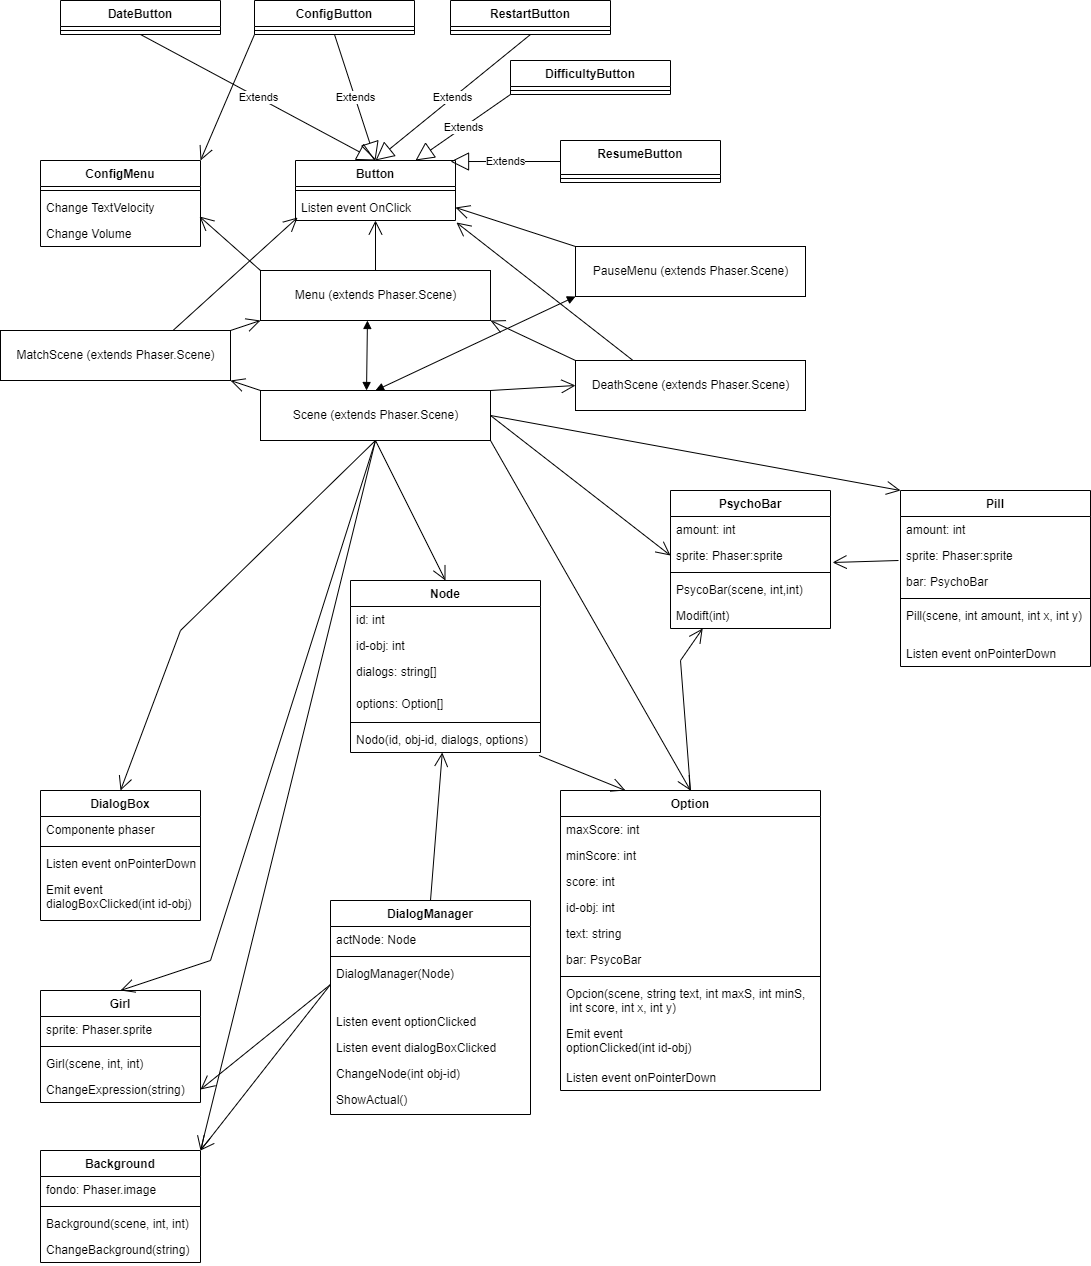 DateButton
ConfigButton
RestartButton
DifficultyButton
Extends
Extends
Extends
Extends
Extends
ResumeButton
ConfigMenu
Change TextVelocity
Change Volume
Button
Listen event OnClick
PauseMenu (extends Phaser.Scene)
Menu (extends Phaser.Scene)
MatchScene (extends Phaser.Scene)
DeathScene (extends Phaser.Scene)
Scene (extends Phaser.Scene)
PsychoBar
amount: int
sprite: Phaser:sprite
PsycoBar(scene, int,int)
Modift(int)
Pill
amount: int
sprite: Phaser:sprite
bar: PsychoBar
Pill(scene, int amount, int x, int y)
Listen event onPointerDown
Node
id: int
id-obj: int
dialogs: string[]
options: Option[]
Nodo(id, obj-id, dialogs, options)
DialogBox
Componente phaser
Listen event onPointerDown
Emit event
dialogBoxClicked(int id-obj)
Option
maxScore: int
minScore: int
score: int
id-obj: int
text: string
bar: PsycoBar
Opcion(scene, string text, int maxS, int minS,
int score, int x, int y)
Emit event
optionClicked(int id-obj)
Listen event onPointerDown
DialogManager
actNode: Node
DialogManager(Node)
Listen event optionClicked
Listen event dialogBoxClicked
ChangeNode(int obj-id)
ShowActual()
Girl
sprite: Phaser.sprite
Girl(scene, int, int)
ChangeExpression(string)
Background
fondo: Phaser.image
Background(scene, int, int)
ChangeBackground(string)